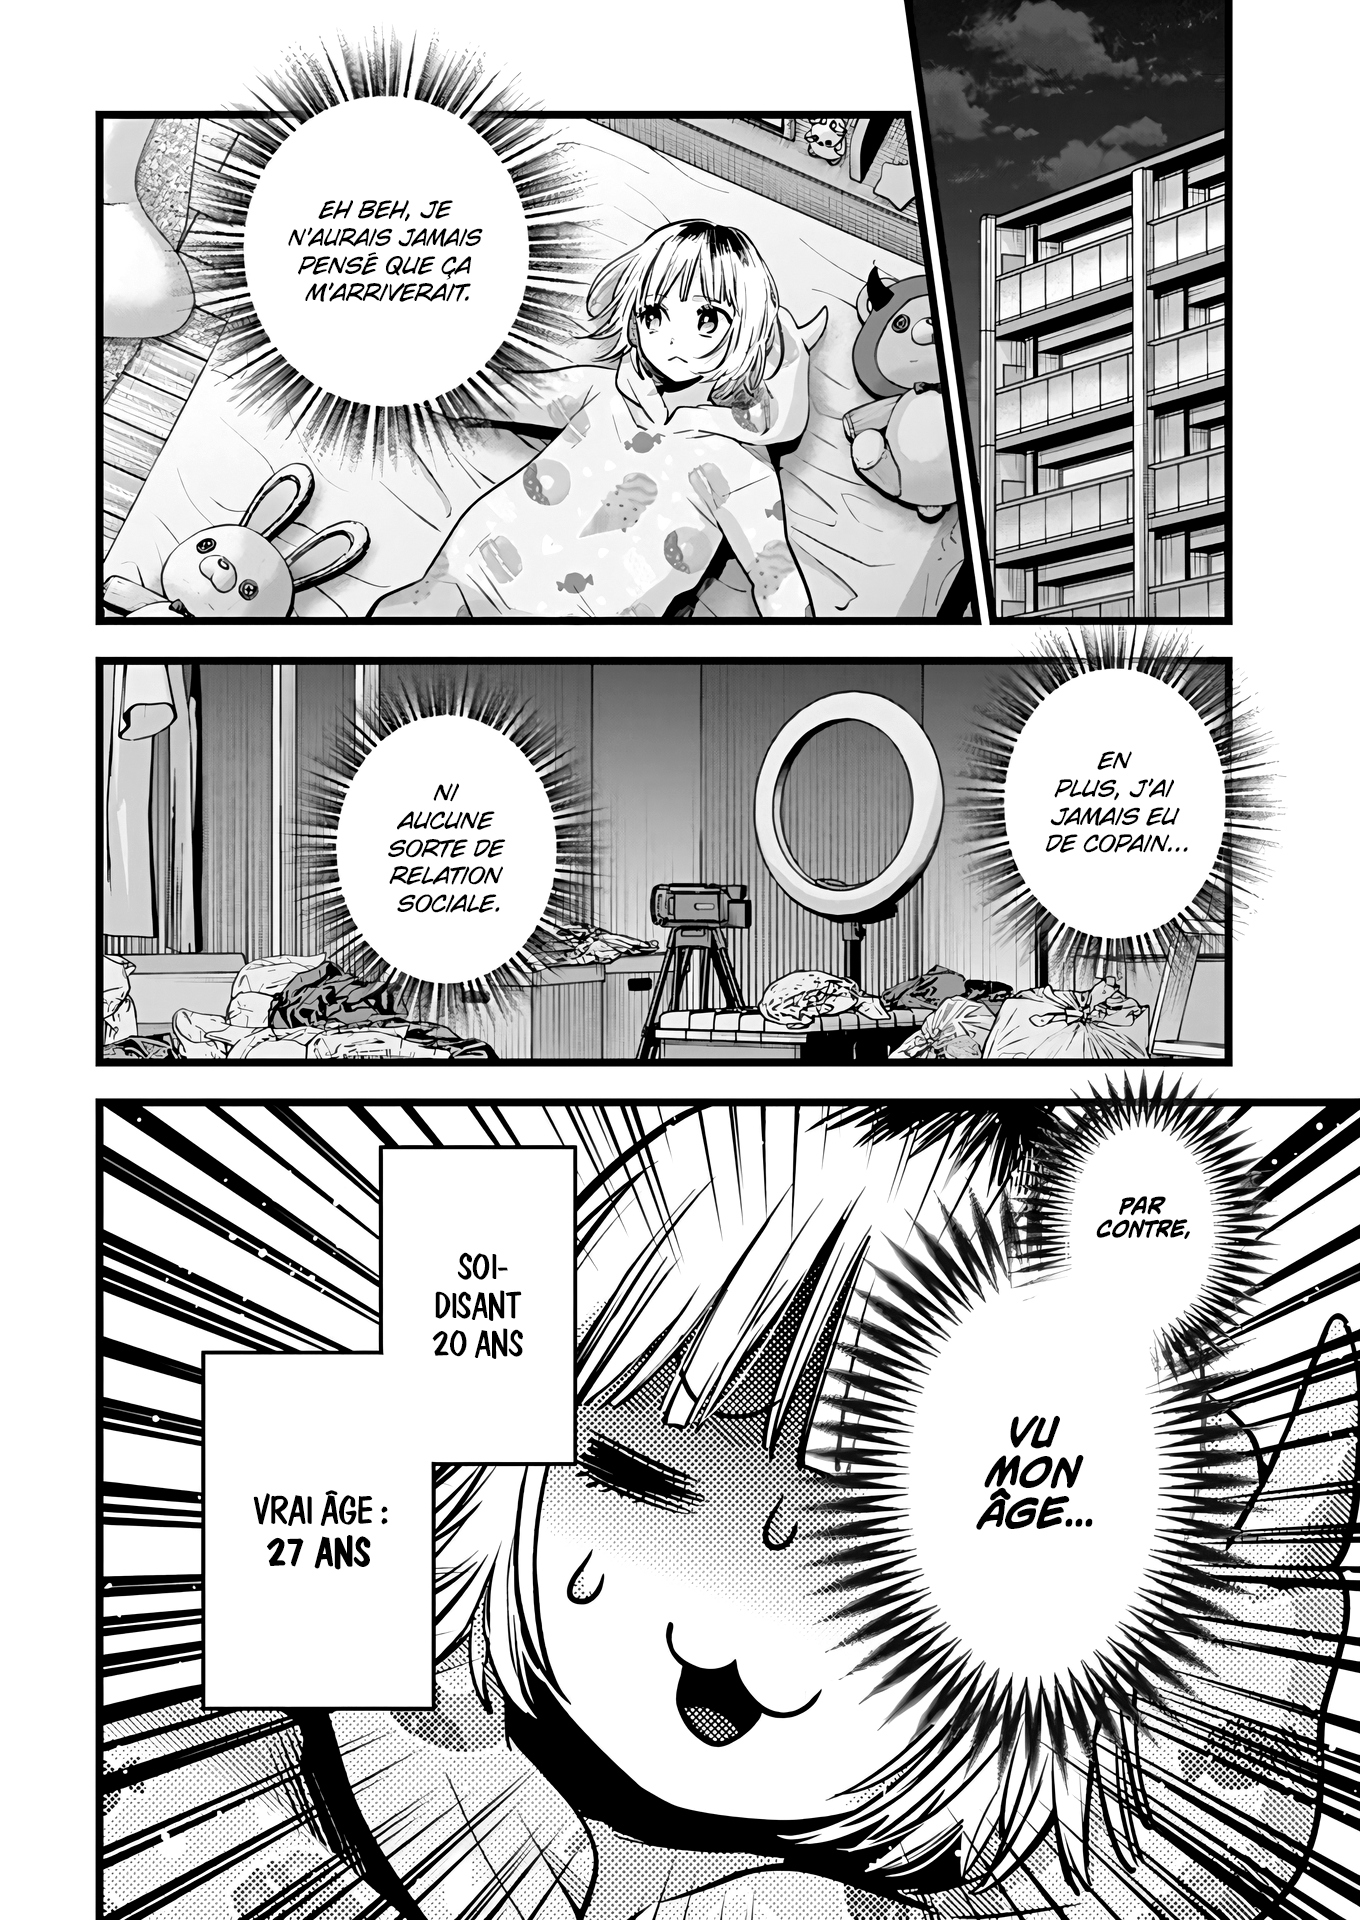 EH BEH, JE
N'AURAIS JAMAIS
PENSÉ QUE ÇA
M'ARRIVERAIT.
EN
PLUS, J'AI
JAMAIS EU
DE COPAIN...
NI
AUCUNE
SORTE DE
RELATION
SOCIALE.
PAR
CONTRE,
VU
MON
ÂGE...
SOI-
DISANT
20 ANS
VRAI ÂGE :
27 ANS